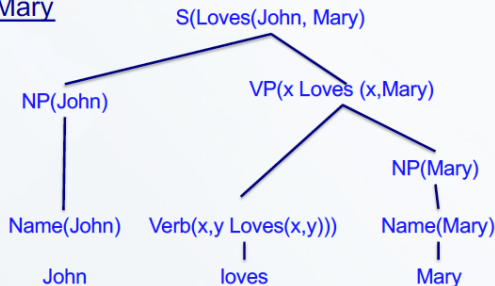 Mary
S(Loves(John, Mary)
NP(John)
VP(x Loves (x,Mary)
NP(Mary)
Name(John)
Verb(x,y Loves(x,y)))
Name(Mary)
John
loves
Mary